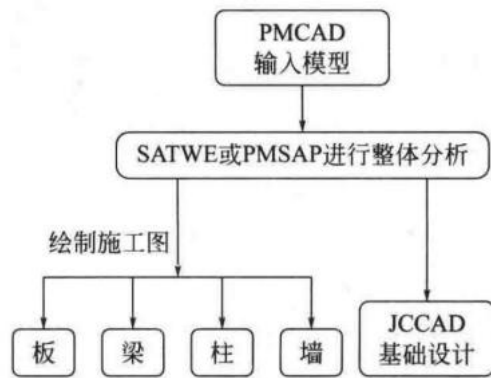 PMCAD
输入模型
SATWE或PMSAP进行整体分析
绘制施工图
板
梁
柱
墙
JCCAD
基础设计